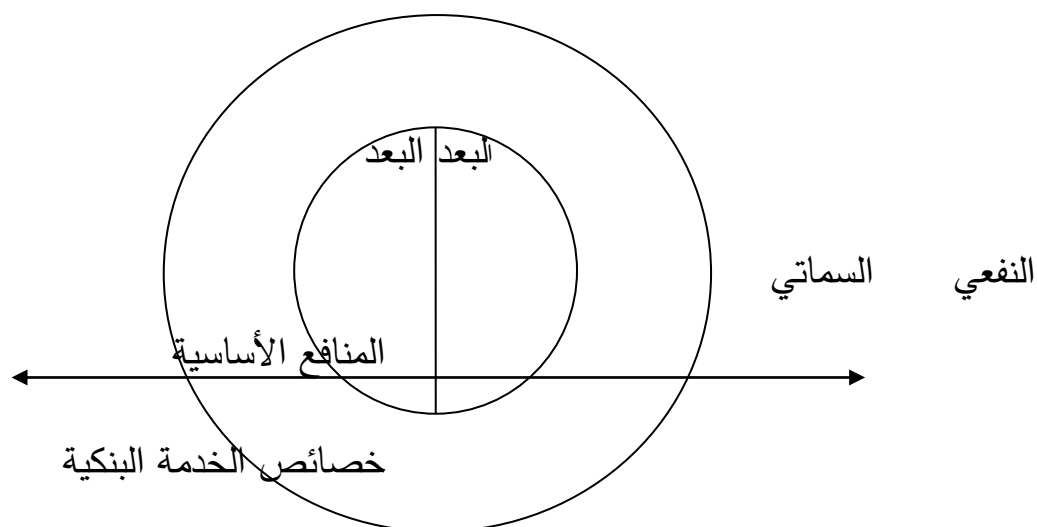 البعد البعد
النفعي السماتي
المنافع الأساسية
خصائص الخدمة البنكية